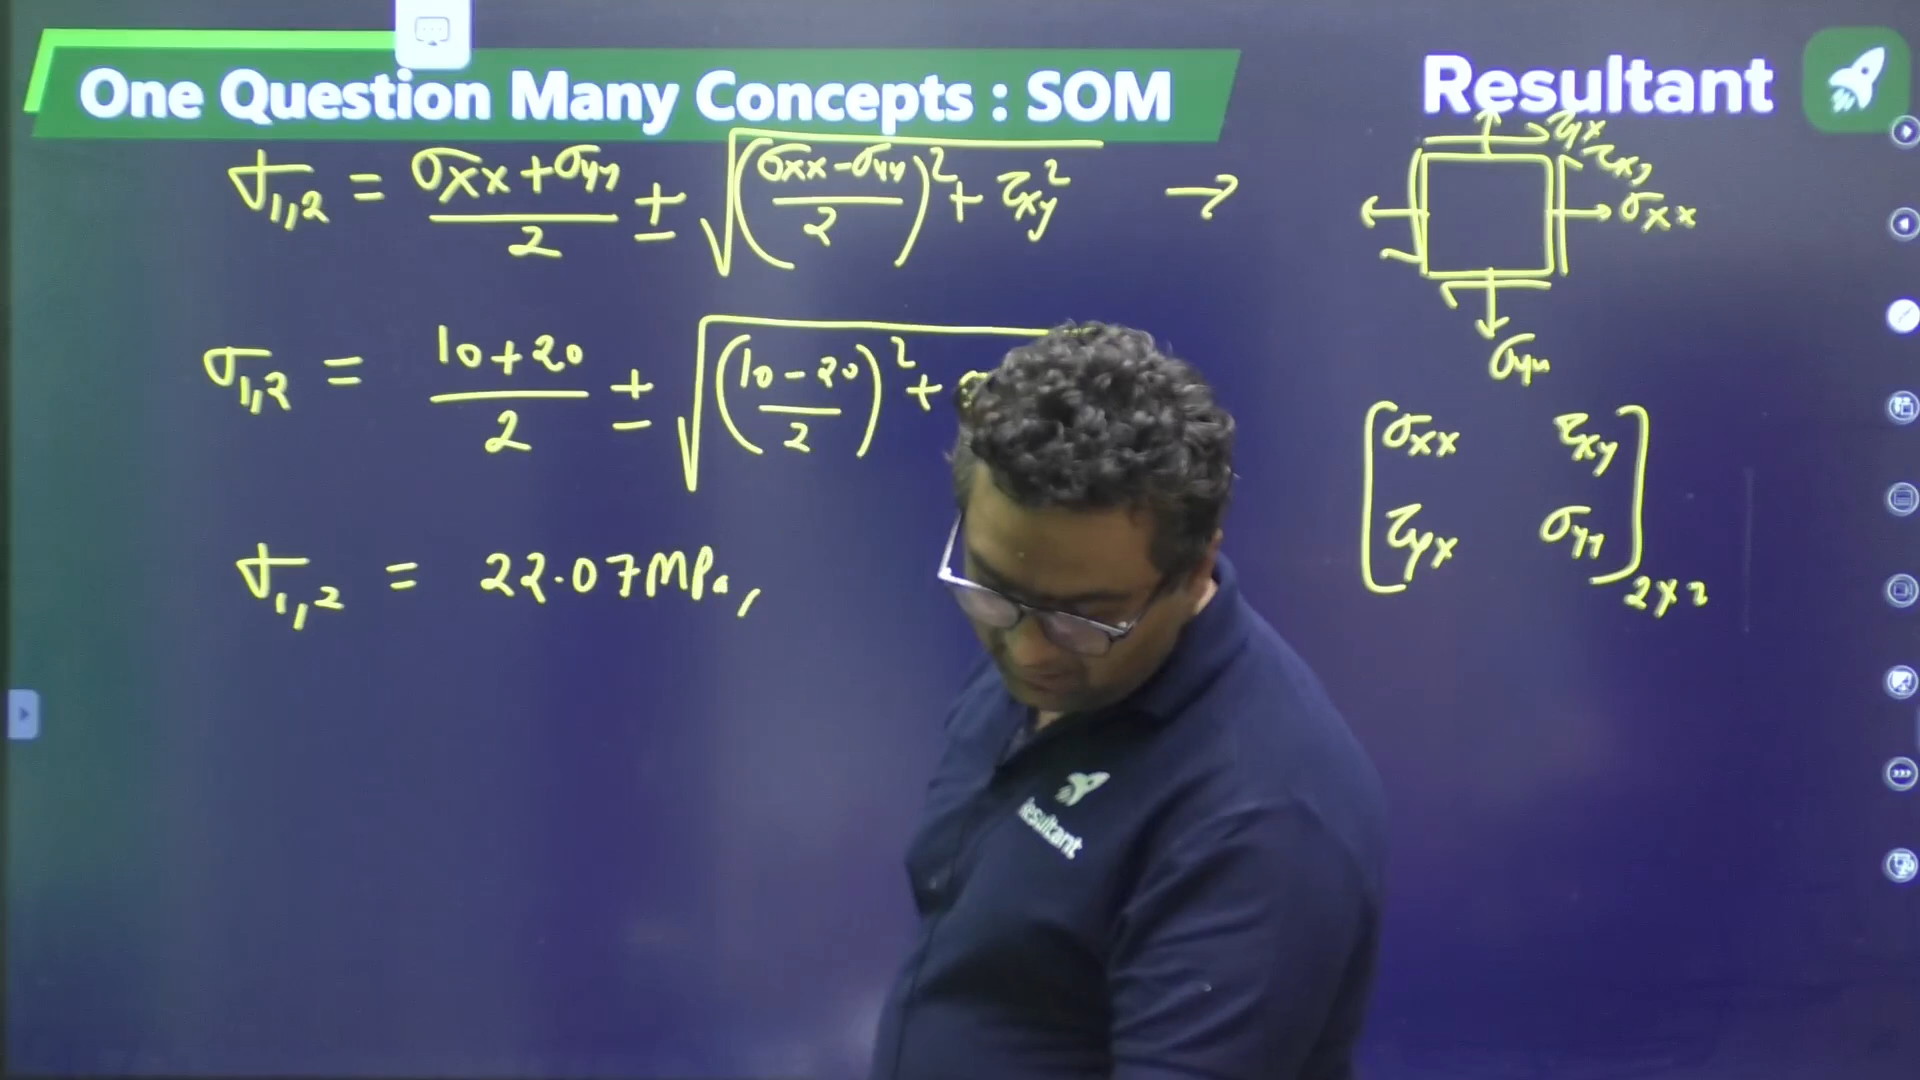 One Question Many Concepts : SOM
Resultant
σ1,2 = (σxx + σyy)/2 ± √(((σxx - σyy)/2)² + τxy²) →
τyx
τxy
σxx
σyy
σ1,2 = (10 + 20)/2 ± √(((10 - 20)/2)² +
[σxx τxy
τyx σyy]2x2
σ1,2 = 22.07 MPa,
Resultant